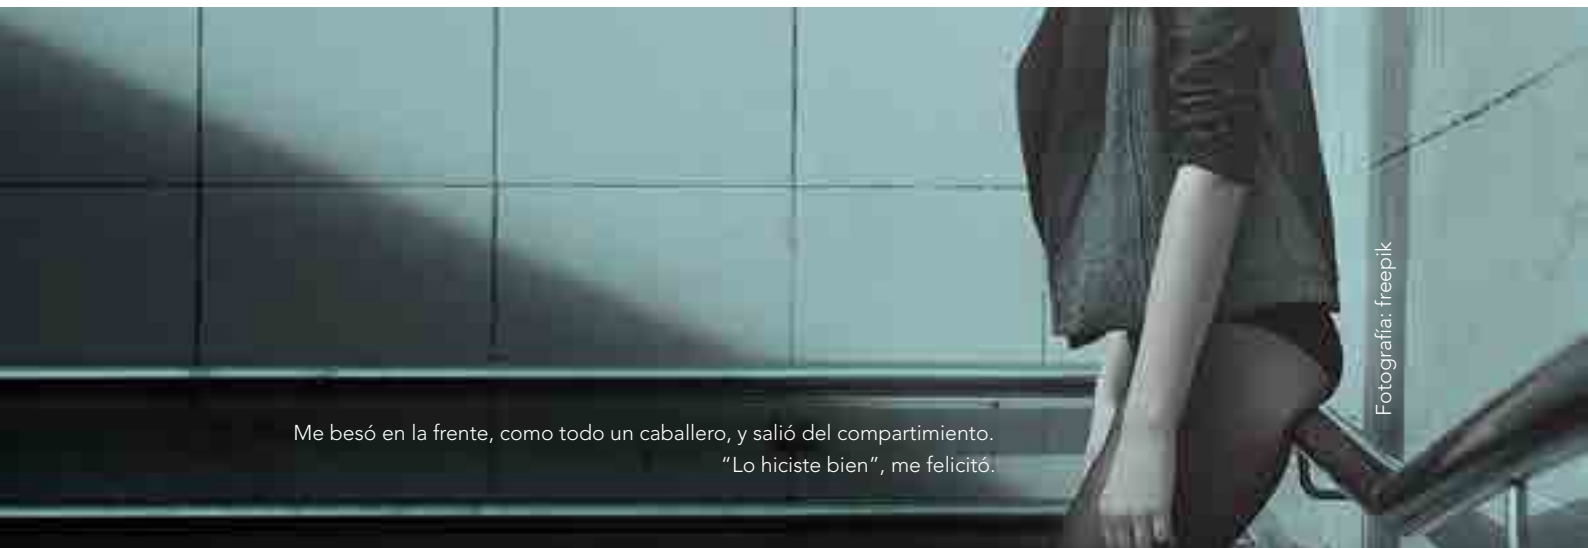 Me besó en la frente, como todo un caballero, y salió del compartimiento.
“Lo hiciste bien”, me felicitó.
Fotografía: freepik